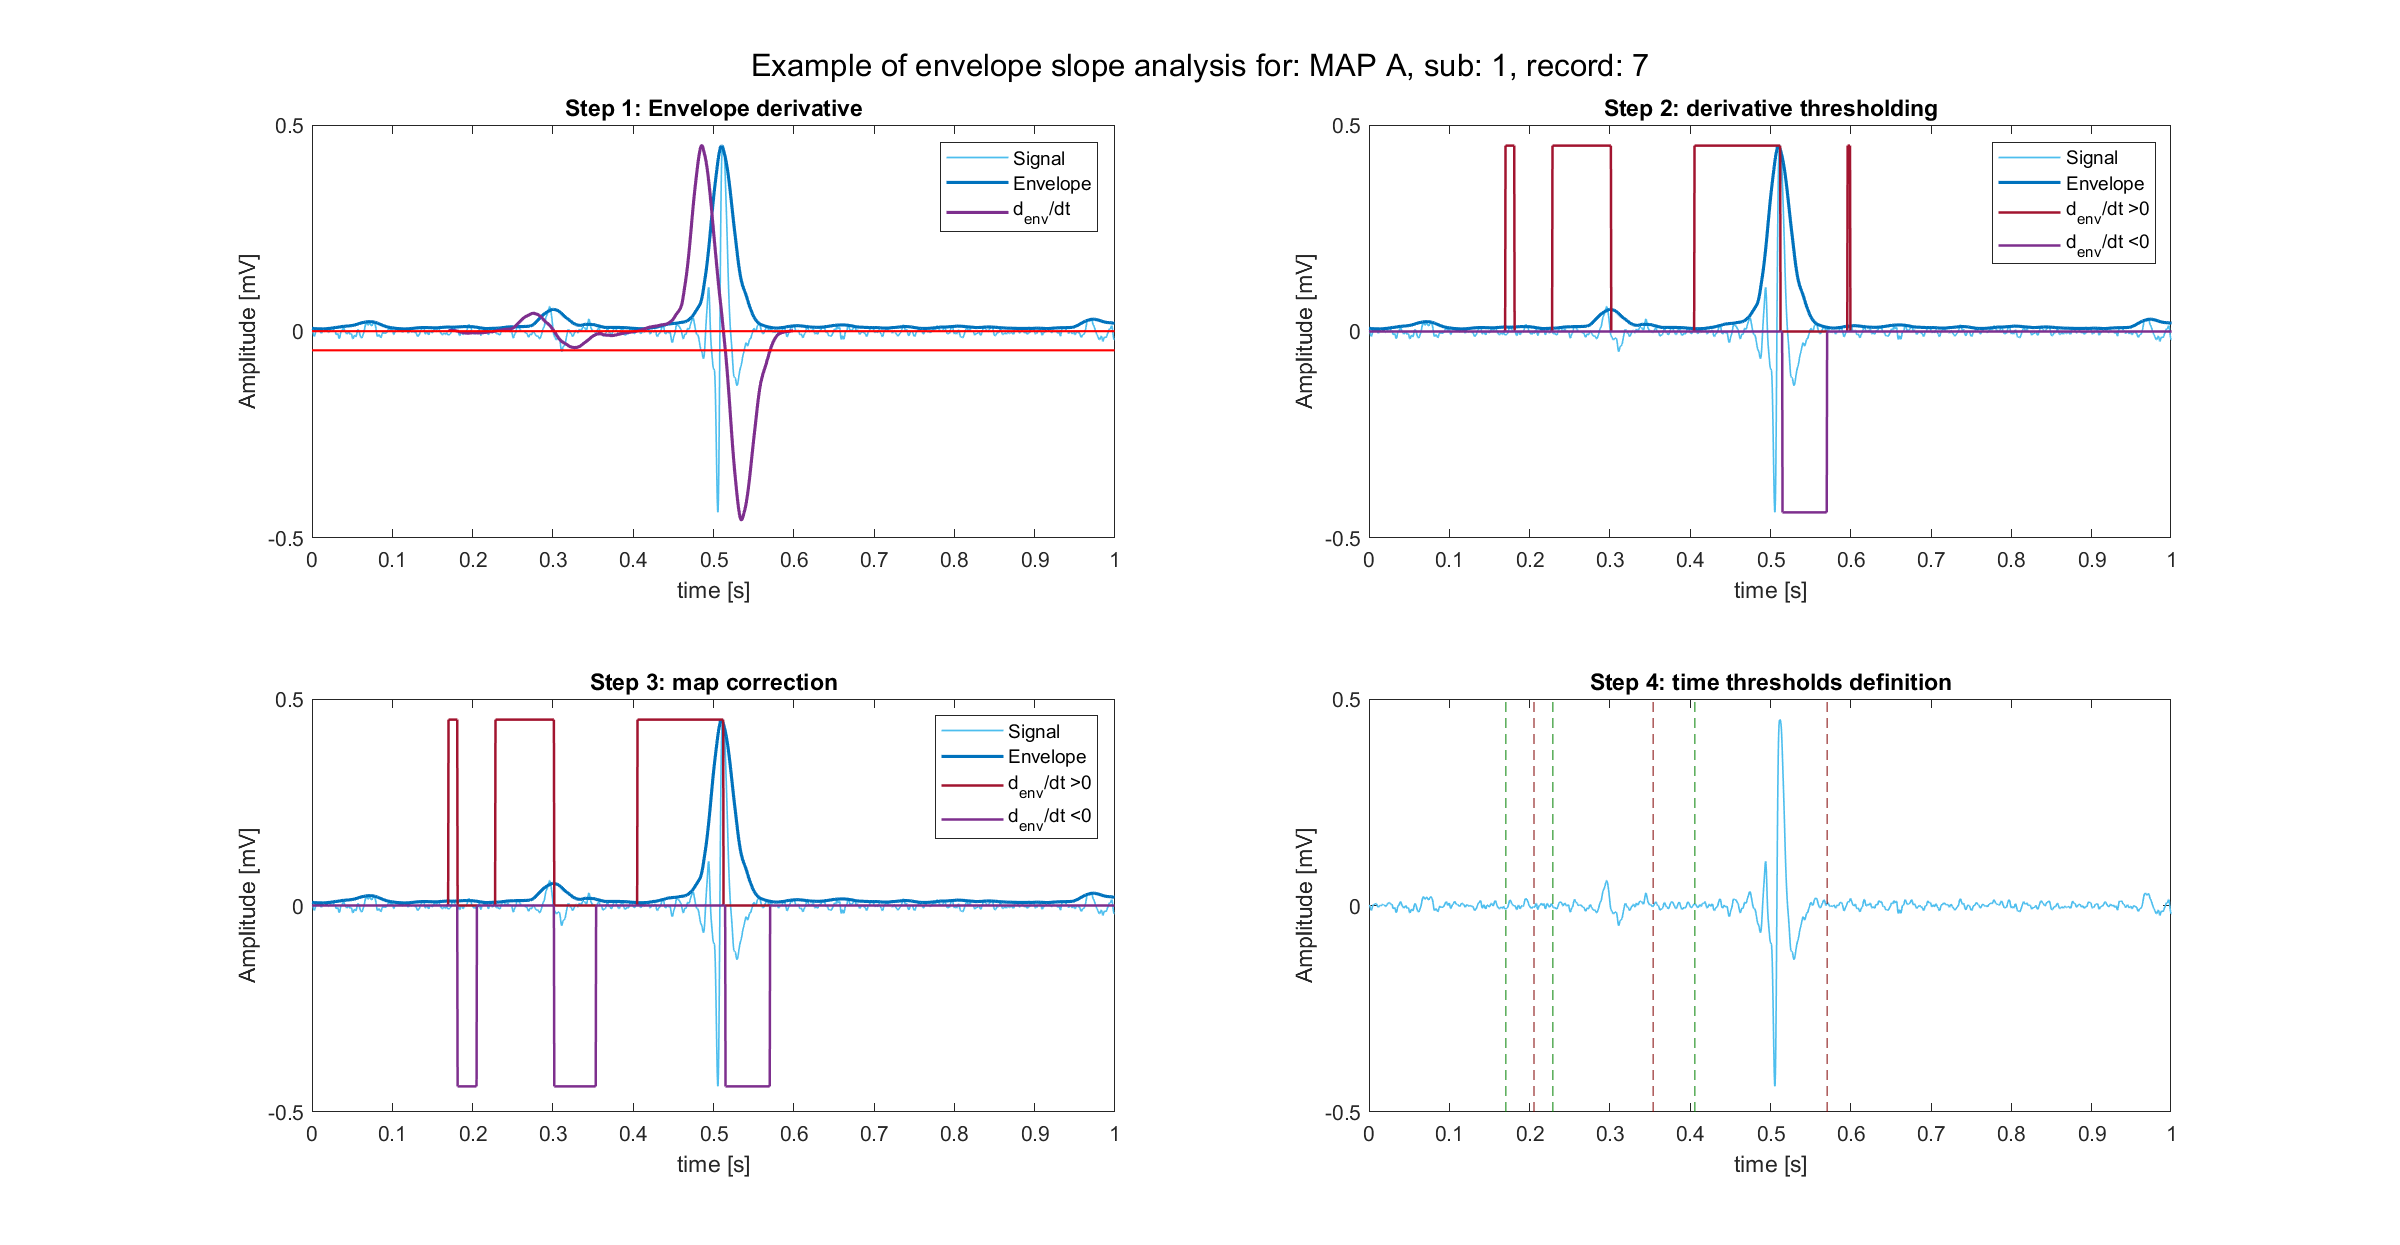 Example of envelope slope analysis for: MAP A, sub: 1, record: 7
Step 1: Envelope derivative
0.5
0
-0.5
Amplitude [mV]
Signal
Envelope
d_env/dt
0 0.1 0.2 0.3 0.4 0.5 0.6 0.7 0.8 0.9 1
time [s]
Step 2: derivative thresholding
0.5
0
-0.5
Amplitude [mV]
Signal
Envelope
d_env/dt >0
d_env/dt <0
0 0.1 0.2 0.3 0.4 0.5 0.6 0.7 0.8 0.9 1
time [s]
Step 3: map correction
0.5
0
-0.5
Amplitude [mV]
Signal
Envelope
d_env/dt >0
d_env/dt <0
0 0.1 0.2 0.3 0.4 0.5 0.6 0.7 0.8 0.9 1
time [s]
Step 4: time thresholds definition
0.5
0
-0.5
Amplitude [mV]
0 0.1 0.2 0.3 0.4 0.5 0.6 0.7 0.8 0.9 1
time [s]